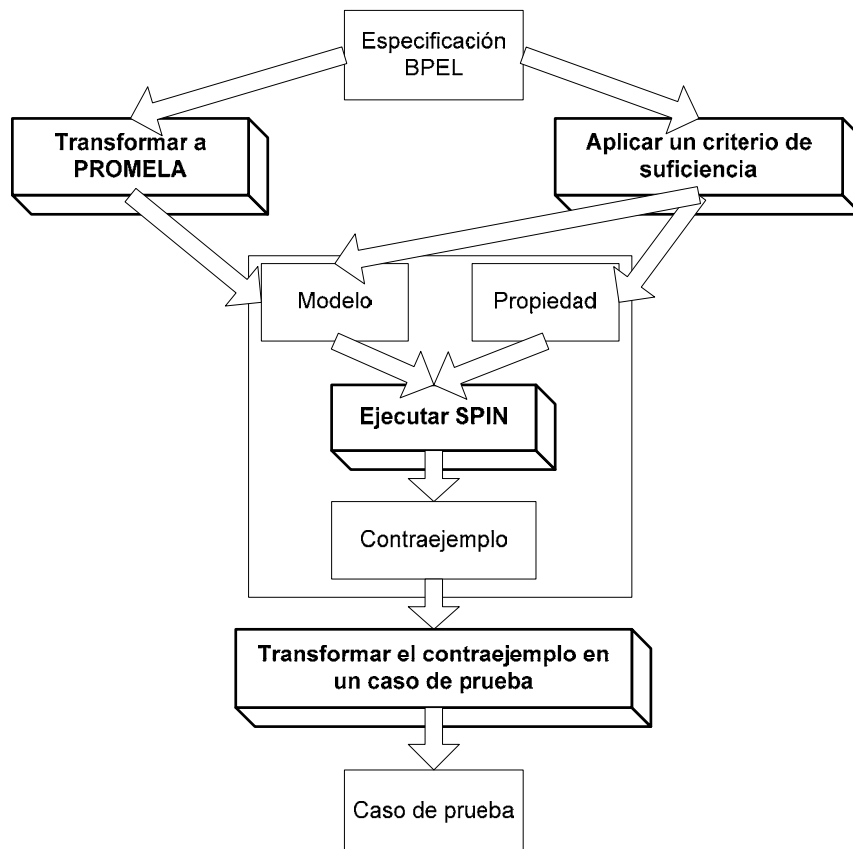 Especificación
BPEL
Transformar a
PROMELA
Aplicar un criterio de
suficiencia
Modelo
Propiedad
Ejecutar SPIN
Contraejemplo
Transformar el contraejemplo en
un caso de prueba
Caso de prueba